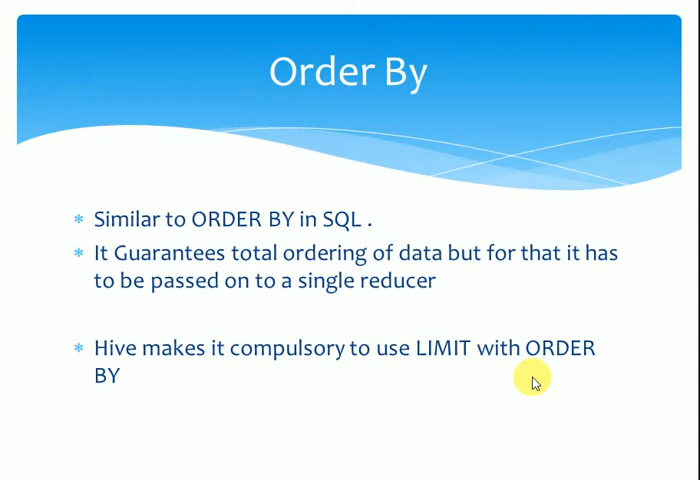 Order By
* Similar to ORDER BY in SQL .
* It Guarantees total ordering of data but for that it has
to be passed on to a single reducer
* Hive makes it compulsory to use LIMIT with ORDER
BY